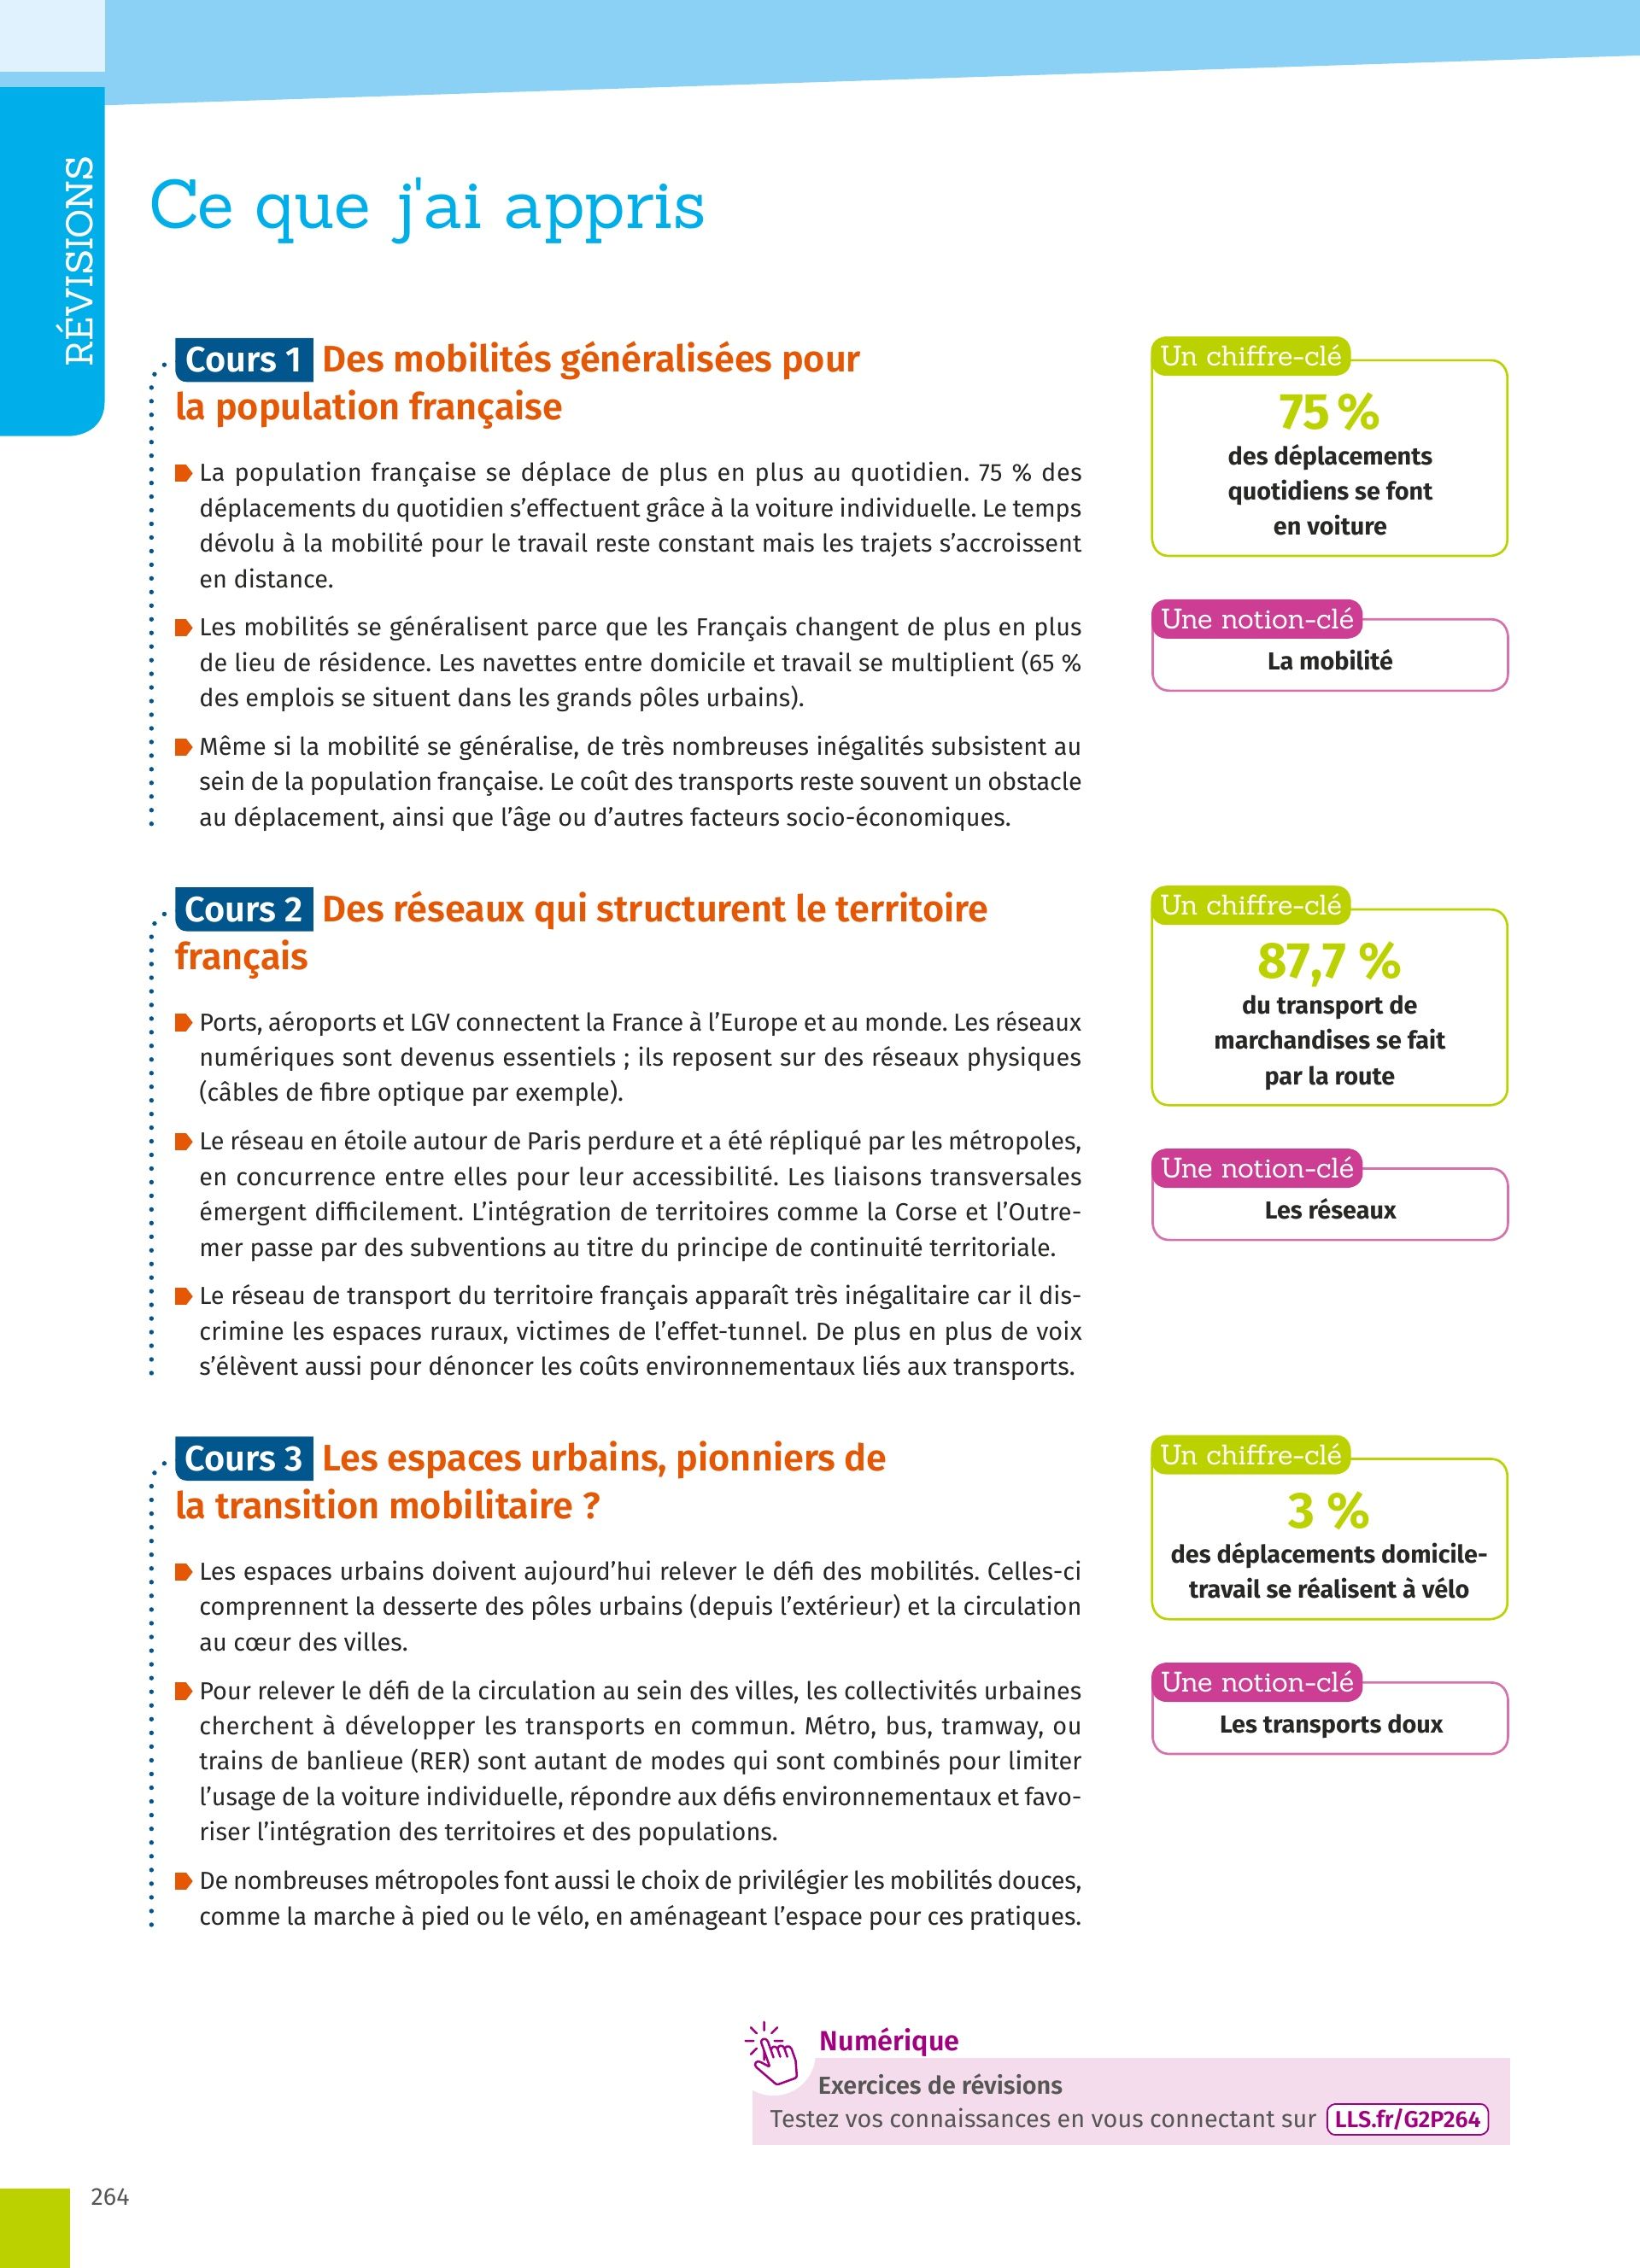 RÉVISIONS
Ce que j'ai appris
Cours 1 Des mobilités généralisées pour
la population française
La population française se déplace de plus en plus au quotidien. 75 % des
déplacements du quotidien s’effectuent grâce à la voiture individuelle. Le temps
dévolu à la mobilité pour le travail reste constant mais les trajets s’accroissent
en distance.
Les mobilités se généralisent parce que les Français changent de plus en plus
de lieu de résidence. Les navettes entre domicile et travail se multiplient (65 %
des emplois se situent dans les grands pôles urbains).
Même si la mobilité se généralise, de très nombreuses inégalités subsistent au
sein de la population française. Le coût des transports reste souvent un obstacle
au déplacement, ainsi que l’âge ou d’autres facteurs socio-économiques.
Un chiffre-clé
75 %
des déplacements
quotidiens se font
en voiture
Une notion-clé
La mobilité
Cours 2 Des réseaux qui structurent le territoire
français
Ports, aéroports et LGV connectent la France à l’Europe et au monde. Les réseaux
numériques sont devenus essentiels ; ils reposent sur des réseaux physiques
(câbles de fibre optique par exemple).
Le réseau en étoile autour de Paris perdure et a été répliqué par les métropoles,
en concurrence entre elles pour leur accessibilité. Les liaisons transversales
émergent difficilement. L’intégration de territoires comme la Corse et l’Outre-
mer passe par des subventions au titre du principe de continuité territoriale.
Le réseau de transport du territoire français apparaît très inégalitaire car il dis-
crimine les espaces ruraux, victimes de l’effet-tunnel. De plus en plus de voix
s’élèvent aussi pour dénoncer les coûts environnementaux liés aux transports.
Un chiffre-clé
87,7 %
du transport de
marchandises se fait
par la route
Une notion-clé
Les réseaux
Cours 3 Les espaces urbains, pionniers de
la transition mobilitaire ?
Les espaces urbains doivent aujourd’hui relever le défi des mobilités. Celles-ci
comprennent la desserte des pôles urbains (depuis l’extérieur) et la circulation
au cœur des villes.
Pour relever le défi de la circulation au sein des villes, les collectivités urbaines
cherchent à développer les transports en commun. Métro, bus, tramway, ou
trains de banlieue (RER) sont autant de modes qui sont combinés pour limiter
l’usage de la voiture individuelle, répondre aux défis environnementaux et favo-
riser l’intégration des territoires et des populations.
De nombreuses métropoles font aussi le choix de privilégier les mobilités douces,
comme la marche à pied ou le vélo, en aménageant l’espace pour ces pratiques.
Un chiffre-clé
3 %
des déplacements domicile-
travail se réalisent à vélo
Une notion-clé
Les transports doux
Numérique
Exercices de révisions
Testez vos connaissances en vous connectant sur LLS.fr/G2P264
264